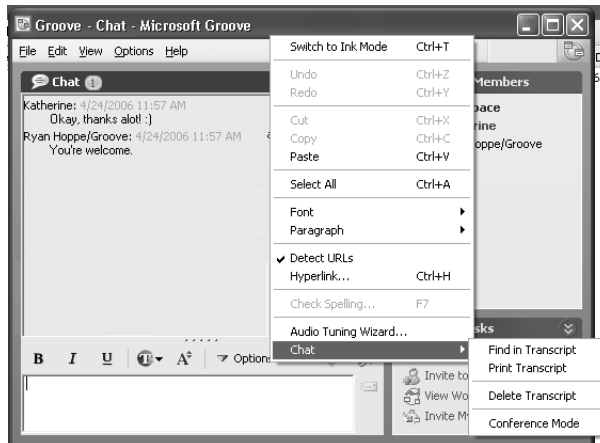 Groove - Chat - Microsoft Groove
File Edit View Options Help
Chat 1
Katherine: 4/24/2006 11:57 AM
Okay, thanks alot! :)
Ryan Hoppe/Groove: 4/24/2006 11:57 AM
You're welcome.
B I U A Options
Switch to Ink Mode Ctrl+T
Undo Ctrl+Z
Redo Ctrl+Y
Cut Ctrl+X
Copy Ctrl+C
Paste Ctrl+V
Select All Ctrl+A
Font
Paragraph
Detect URLs
Hyperlink... Ctrl+H
Check Spelling... F7
Audio Tuning Wizard...
Chat
Members
oppe/Groove
Invite to
View Wo
Invite M
Find in Transcript
Print Transcript
Delete Transcript
Conference Mode